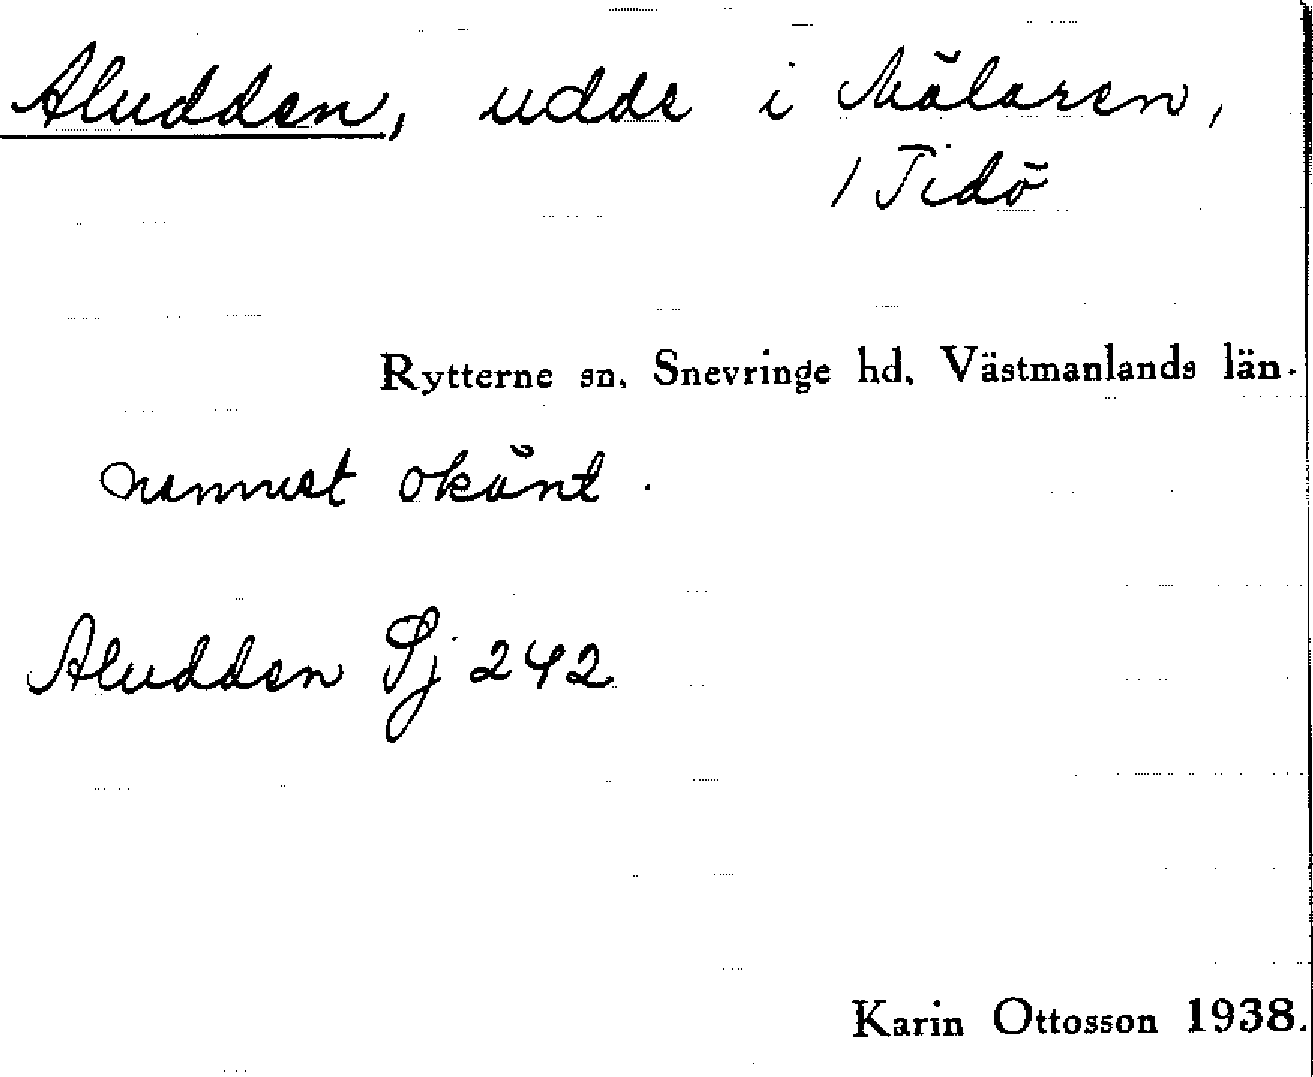 Aludden, udde i Mälaren,
/ Tidö
Rytterne sn, Snevringe hd, Västmanlands län.
namnet okänt.
Aludden Sj 242
Karin Ottosson 1938.